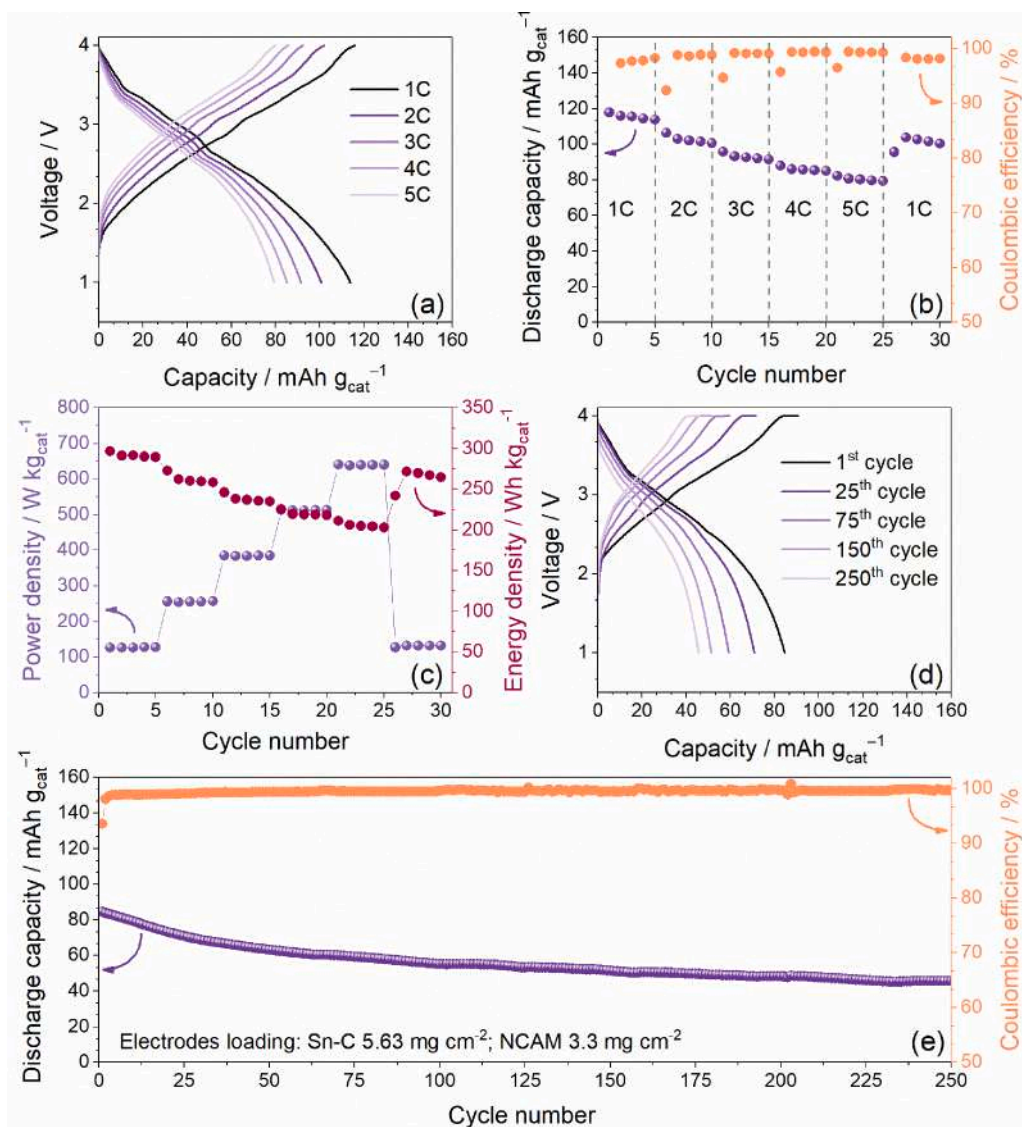 Voltage / V
4
3
2
1
0 20 40 60 80 100 120 140 160
Capacity / mAh g_cat⁻¹
1C
2C
3C
4C
5C
(a)
Discharge capacity / mAh g_cat⁻¹
160
140
120
100
80
60
40
20
0
0 5 10 15 20 25 30
Cycle number
1C 2C 3C 4C 5C 1C
(b)
100
90
80
70
60
50
Coulombic efficiency / %
Power density / W kg_cat⁻¹
800
700
600
500
400
300
200
100
0
0 5 10 15 20 25 30
Cycle number
(c)
350
300
250
200
150
100
50
0
Energy density / Wh kg_cat⁻¹
Voltage / V
4
3
2
1
0 20 40 60 80 100 120 140 160
Capacity / mAh g_cat⁻¹
1st cycle
25th cycle
75th cycle
150th cycle
250th cycle
(d)
Discharge capacity / mAh g_cat⁻¹
160
140
120
100
80
60
40
20
0
0 25 50 75 100 125 150 175 200 225 250
Cycle number
Electrodes loading: Sn-C 5.63 mg cm⁻²; NCAM 3.3 mg cm⁻²
(e)
100
90
80
70
60
50
Coulombic efficiency / %